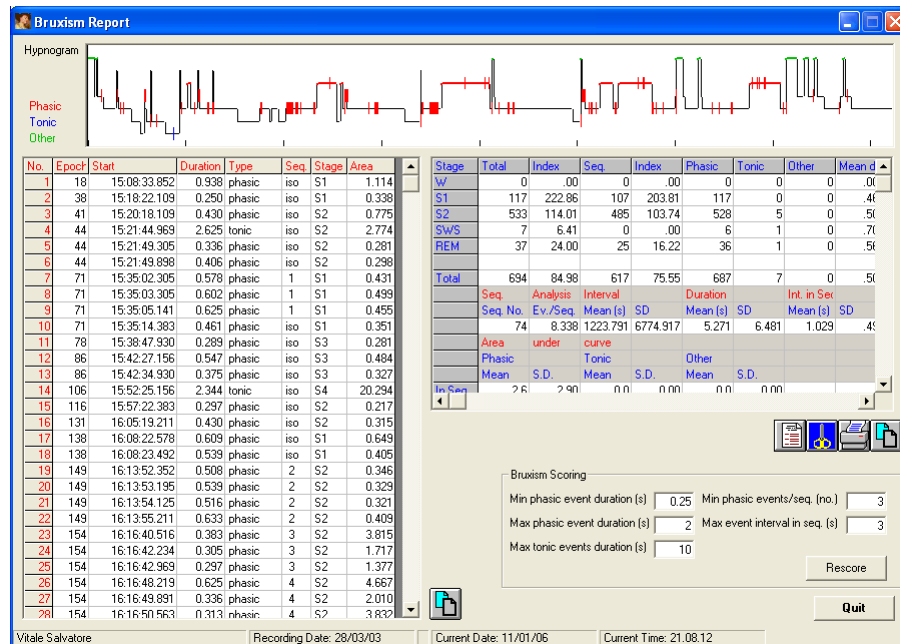 Bruxism Report
Hypnogram
Phasic
Tonic
Other
No. Epoch Start Duration Type Seq. Stage Area
1 18 15:08:33.852 0.938 phasic iso S1 1.114
2 38 15:18:22.109 0.250 phasic iso S1 0.338
3 41 15:20:18.109 0.430 phasic iso S2 0.775
4 44 15:21:44.969 2.625 tonic iso S2 2.774
5 44 15:21:49.305 0.336 phasic iso S2 0.281
6 44 15:21:49.898 0.406 phasic iso S2 0.298
7 71 15:35:02.305 0.578 phasic 1 S1 0.431
8 71 15:35:03.305 0.602 phasic 1 S1 0.499
9 71 15:35:05.141 0.625 phasic 1 S1 0.455
10 71 15:35:14.383 0.461 phasic iso S1 0.351
11 78 15:38:47.930 0.289 phasic iso S3 0.281
12 86 15:42:27.156 0.547 phasic iso S3 0.484
13 86 15:42:34.930 0.375 phasic iso S3 0.327
14 106 15:52:25.156 2.344 tonic iso S4 20.294
15 116 15:57:22.383 0.297 phasic iso S2 0.217
16 131 16:05:19.211 0.430 phasic iso S2 0.315
17 138 16:08:22.578 0.609 phasic iso S1 0.649
18 138 16:08:23.492 0.539 phasic iso S1 0.405
19 149 16:13:52.352 0.508 phasic 2 S2 0.346
20 149 16:13:53.195 0.539 phasic 2 S2 0.329
21 149 16:13:54.125 0.516 phasic 2 S2 0.321
22 149 16:13:55.211 0.633 phasic 2 S2 0.409
23 154 16:16:40.516 0.383 phasic 3 S2 3.815
24 154 16:16:42.234 0.305 phasic 3 S2 1.717
25 154 16:16:42.969 0.297 phasic 3 S2 1.377
26 154 16:16:48.219 0.625 phasic 4 S2 4.667
27 154 16:16:49.891 0.336 phasic 4 S2 2.010
28 154 16:16:50.563 0.313 phasic 4 S2 3.832
Stage Total Index Seq. Index Phasic Tonic Other Mean d
W 0 .00 0 .00 0 0 0 .00
S1 117 222.86 107 203.81 117 0 0 .46
S2 533 114.01 485 103.74 528 5 0 .50
SWS 7 6.41 0 .00 6 1 0 .70
REM 37 24.00 25 16.22 36 1 0 .56
Total 694 84.98 617 75.55 687 7 0 .50
Seq. Analysis Interval Duration Int. in Sec
Seq. No. Ev./Seq. Mean (s) SD Mean (s) SD Mean (s) SD
74 8.338 1223.791 6774.917 5.271 6.481 1.029 .49
Area under curve
Phasic Tonic Other
Mean S.D. Mean S.D. Mean S.D.
In Seq 2.6 2.90 0.0 0.00 0.0 0.00
Bruxism Scoring
Min phasic event duration (s) 0.25 Min phasic events/seq. (no.) 3
Max phasic event duration (s) 2 Max event interval in seq. (s) 3
Max tonic events duration (s) 10
Rescore
Quit
Vitale Salvatore Recording Date: 28/03/03 Current Date: 11/01/06 Current Time: 21.08.12